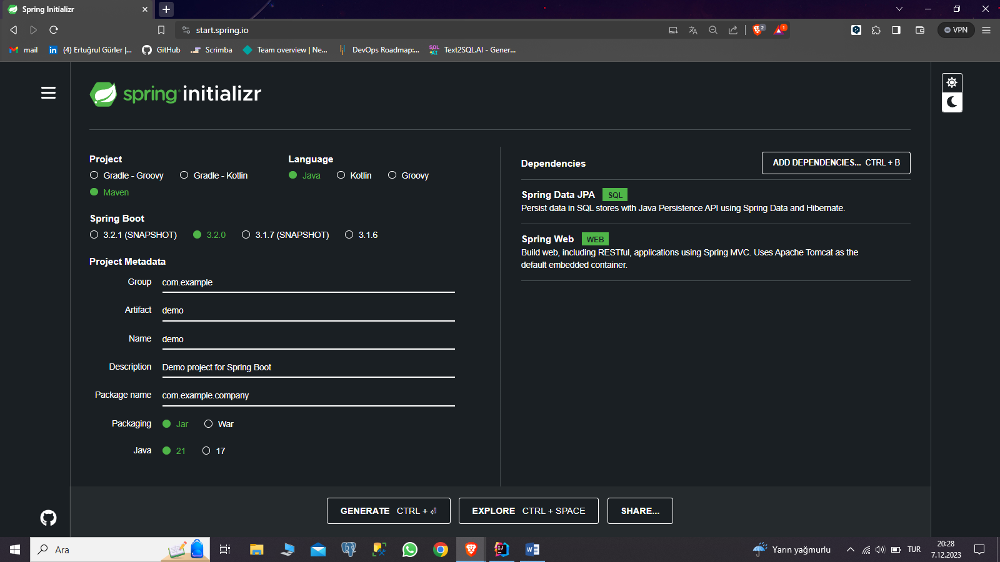 Spring Initializr
start.spring.io
2
1
VPN
mail
(4) Ertuğrul Gürler |...
GitHub
Scrimba
Team overview | Ne...
DevOps Roadmap:...
Text2SQL.AI - Gener...
spring initializr
Project
Gradle - Groovy
Gradle - Kotlin
Maven
Language
Java
Kotlin
Groovy
Spring Boot
3.2.1 (SNAPSHOT)
3.2.0
3.1.7 (SNAPSHOT)
3.1.6
Project Metadata
Group
com.example
Artifact
demo
Name
demo
Description
Demo project for Spring Boot
Package name
com.example.company
Packaging
Jar
War
Java
21
17
Dependencies
ADD DEPENDENCIES... CTRL + B
Spring Data JPA SQL
Persist data in SQL stores with Java Persistence API using Spring Data and Hibernate.
Spring Web WEB
Build web, including RESTful, applications using Spring MVC. Uses Apache Tomcat as the
default embedded container.
GENERATE CTRL + ⏎
EXPLORE CTRL + SPACE
SHARE...
Ara
Yarın yağmurlu
TUR
20:28
7.12.2023